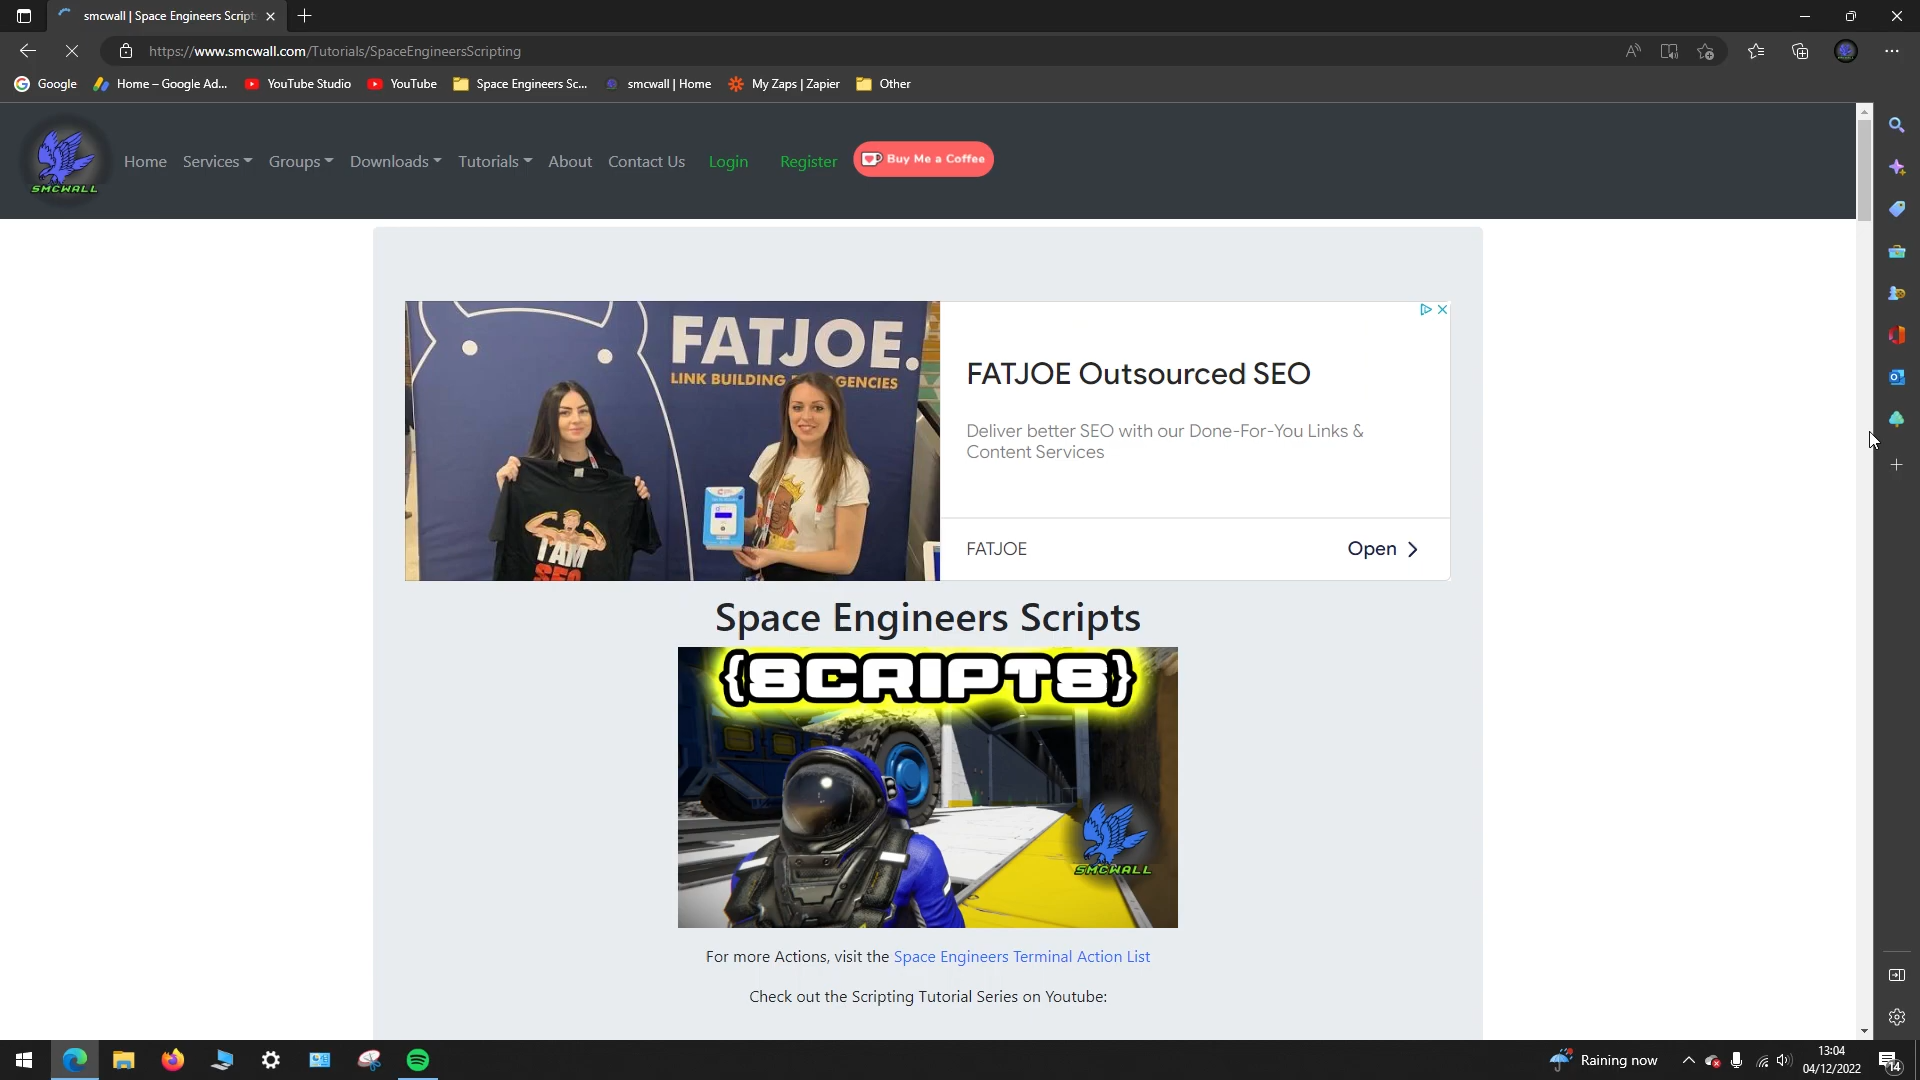 smcwall | Space Engineers Script
https://www.smcwall.com/Tutorials/SpaceEngineersScripting
Google
Home – Google Ad...
YouTube Studio
YouTube
Space Engineers Sc...
smcwall | Home
My Zaps | Zapier
Other
SMCWALL
Home
Services
Groups
Downloads
Tutorials
About
Contact Us
Login
Register
Buy Me a Coffee
FATJOE.
LINK BUILDING
GENCIES
I AM
SEO
FATJOE Outsourced SEO
Deliver better SEO with our Done-For-You Links &
Content Services
FATJOE
Open
Space Engineers Scripts
{SCRIPTS}
SMCWALL
For more Actions, visit the Space Engineers Terminal Action List
Check out the Scripting Tutorial Series on Youtube:
Raining now
13:04
04/12/2022
14